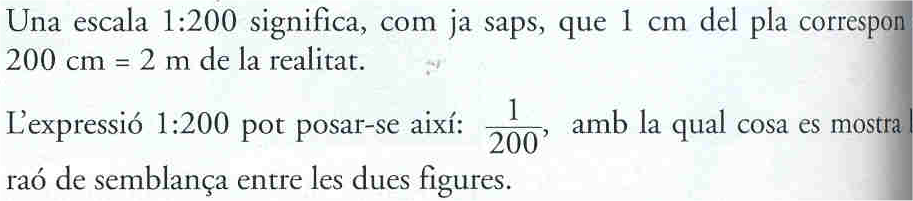 Una escala 1:200 significa, com ja saps, que 1 cm del pla correspon
200 cm = 2 m de la realitat.
L'expressió 1:200 pot posar-se així: 1/200, amb la qual cosa es mostra
raó de semblança entre les dues figures.